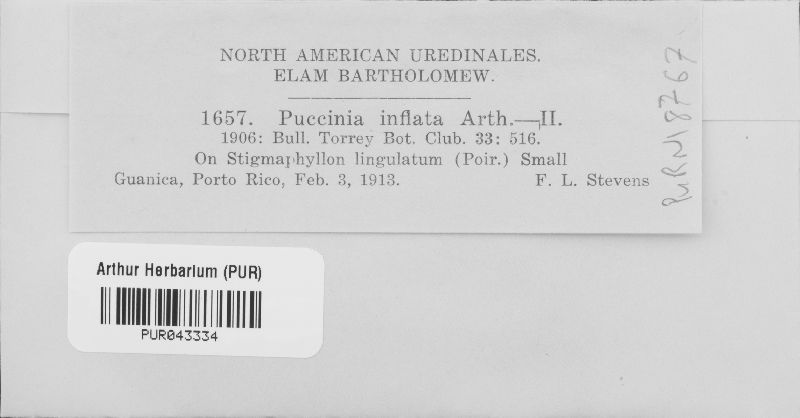 NORTH AMERICAN UREDINALES.
ELAM BARTHOLOMEW.
1657. Puccinia inflata Arth.—II.
1906: Bull. Torrey Bot. Club. 33: 516.
On Stigmaphyllon lingulatum (Poir.) Small
Guanica, Porto Rico, Feb. 3, 1913. F. L. Stevens
PURN18767
Arthur Herbarium (PUR)
PUR043334